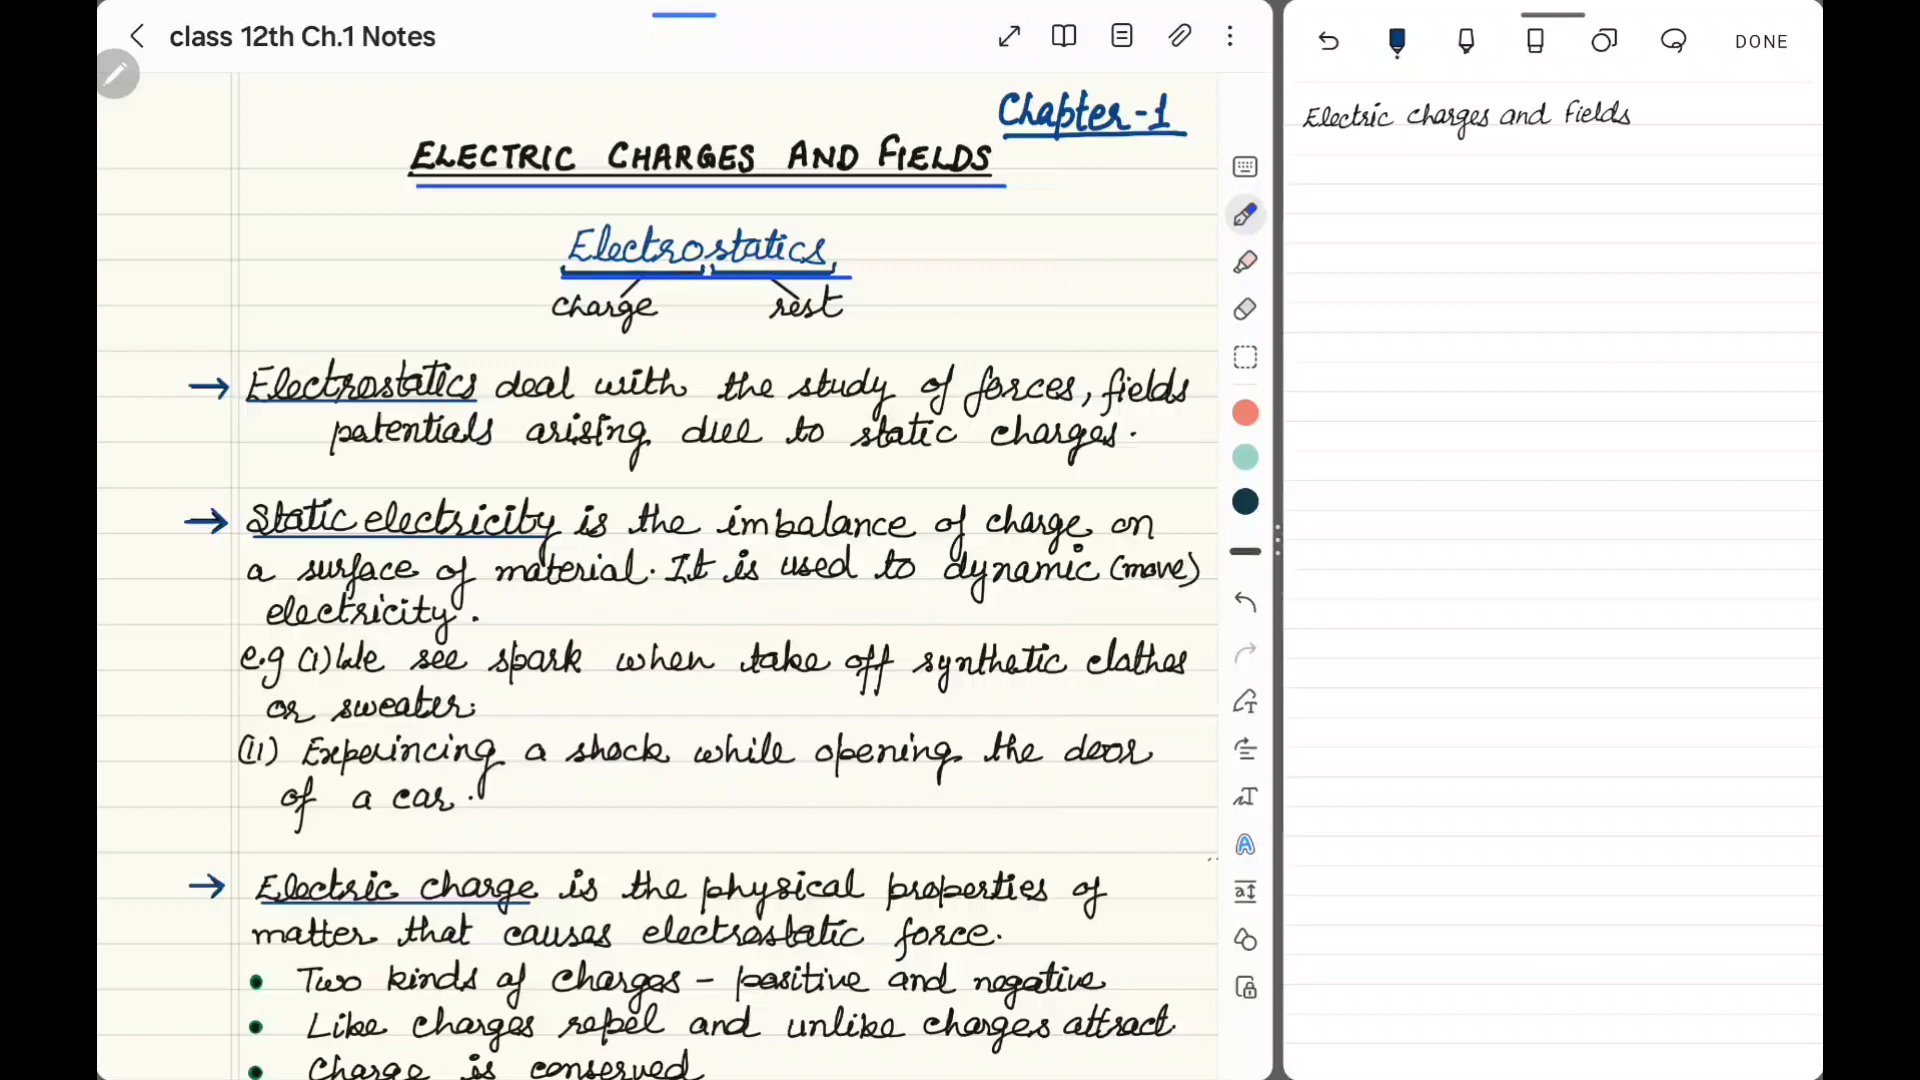 class 12th Ch.1 Notes
Chapter-1
ELECTRIC CHARGES AND FIELDS
Electrostatics
charge rest
→ Electrostatics deal with the study of forces, fields
potentials arising due to static charges.
→ Static electricity is the imbalance of charge on
a surface of material. It is used to dynamic (move)
electricity.
e.g (i) We see spark when take off synthetic clothes
or sweater.
(ii) Experincing a shock while opening the door
of a car.
→ Electric charge is the physical properties of
matter that causes electrostatic force.
• Two kinds of charges – positive and negative
• Like charges repel and unlike charges attract
• Charge is conserved
DONE
Electric charges and fields